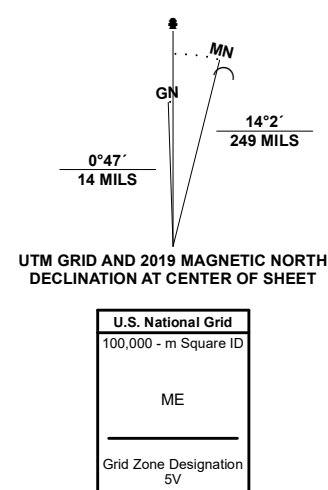 MN
GN
14°2´
249 MILS
0°47´
14 MILS
UTM GRID AND 2019 MAGNETIC NORTH
DECLINATION AT CENTER OF SHEET
U.S. National Grid
100,000 - m Square ID
ME
Grid Zone Designation
5V